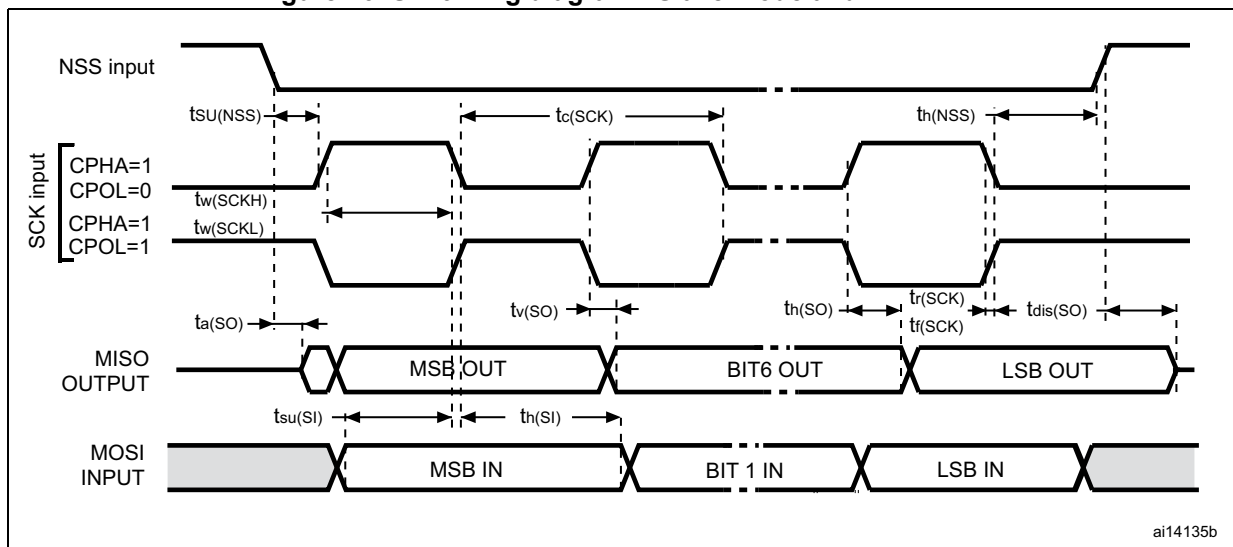 NSS input
tSU(NSS)
tc(SCK)
th(NSS)
SCK input
CPHA=1
CPOL=0
tw(SCKH)
CPHA=1
tw(SCKL)
CPOL=1
ta(SO)
tv(SO)
th(SO)
tr(SCK)
tf(SCK)
tdis(SO)
MISO
OUTPUT
MSB OUT
BIT6 OUT
LSB OUT
tsu(SI)
th(SI)
MOSI
INPUT
MSB IN
BIT 1 IN
LSB IN
ai14135b